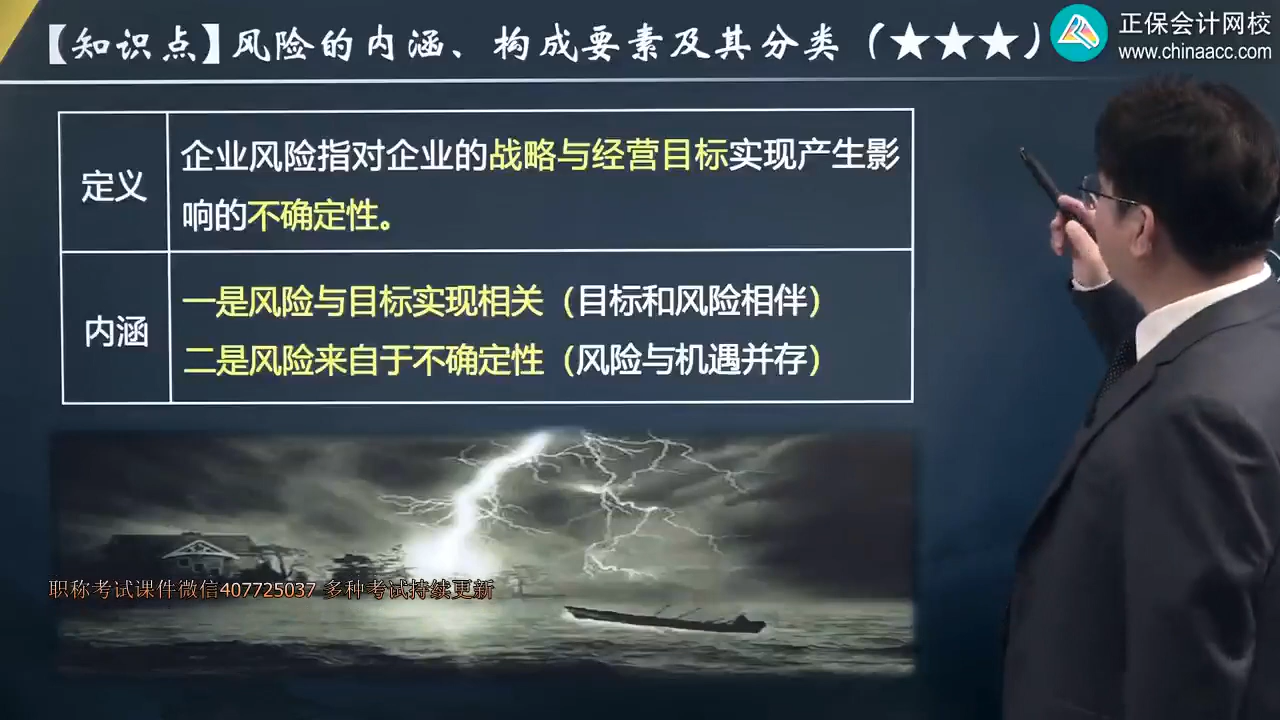 【知识点】风险的内涵、构成要素及其分类（★★★）
正保会计网校
www.chinaacc.com
定义
企业风险指对企业的战略与经营目标实现产生影
响的不确定性。
内涵
一是风险与目标实现相关（目标和风险相伴）
二是风险来自于不确定性（风险与机遇并存）
职称考试课件微信407725037 多种考试持续更新